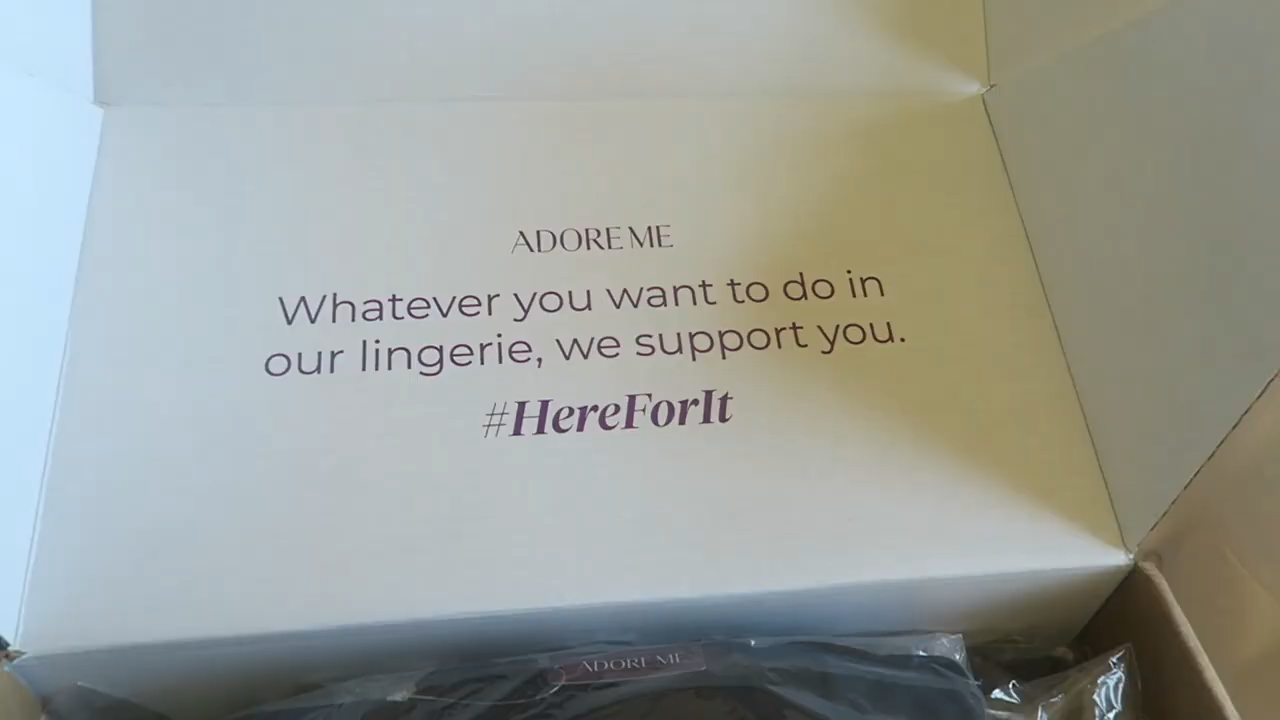 ADORE ME
Whatever you want to do in
our lingerie, we support you.
#HereForIt
ADORE ME